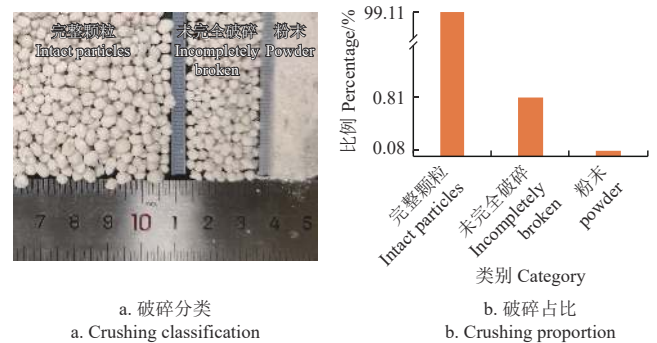 完整颗粒
Intact particles
未完全破碎
Incompletely
broken
粉末
Powder
7 8 9 10 1 2 3 4 5
a. 破碎分类
a. Crushing classification
比例 Percentage/%
99.11
0.81
0.08
完整颗粒
Intact particles
未完全破碎
Incompletely
broken
粉末
powder
类别 Category
b. 破碎占比
b. Crushing proportion